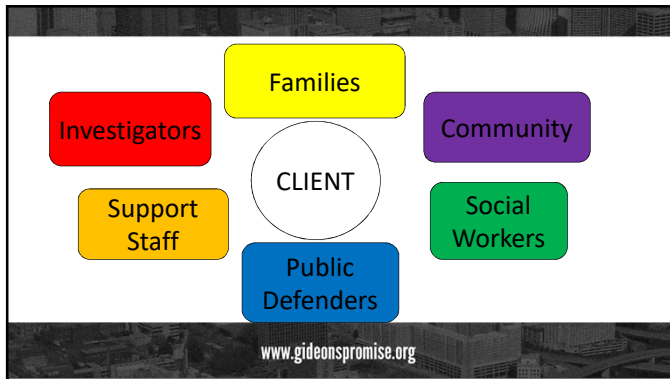 Families
Investigators
Community
CLIENT
Support
Staff
Social
Workers
Public
Defenders
www.gideonspromise.org